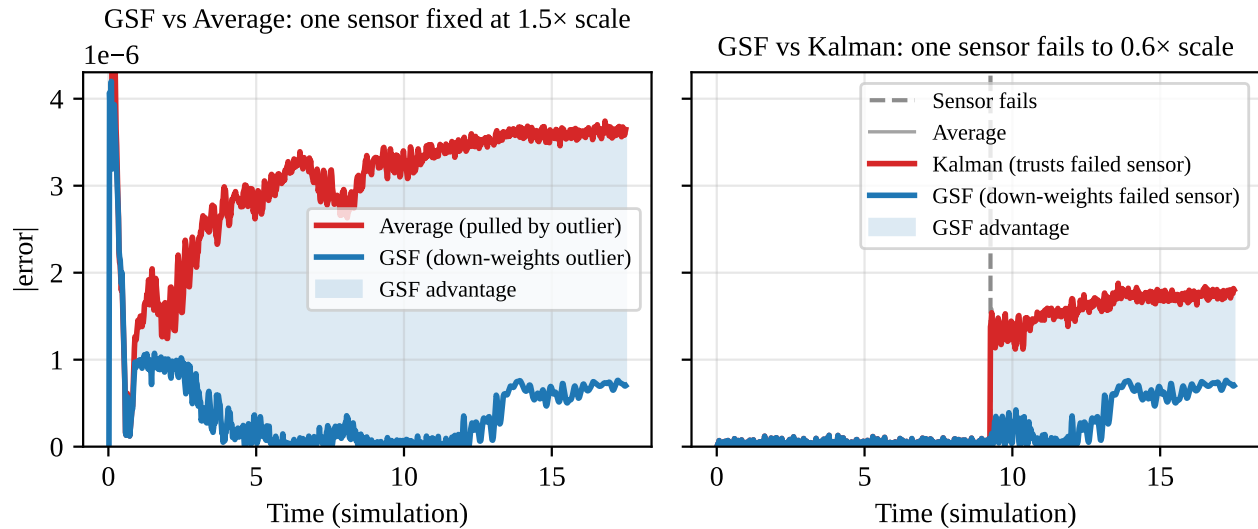 GSF vs Average: one sensor fixed at 1.5× scale
1e−6
4
3
2
1
0
|error|
Average (pulled by outlier)
GSF (down-weights outlier)
GSF advantage
0
5
10
15
Time (simulation)
GSF vs Kalman: one sensor fails to 0.6× scale
Sensor fails
Average
Kalman (trusts failed sensor)
GSF (down-weights failed sensor)
GSF advantage
0
5
10
15
Time (simulation)